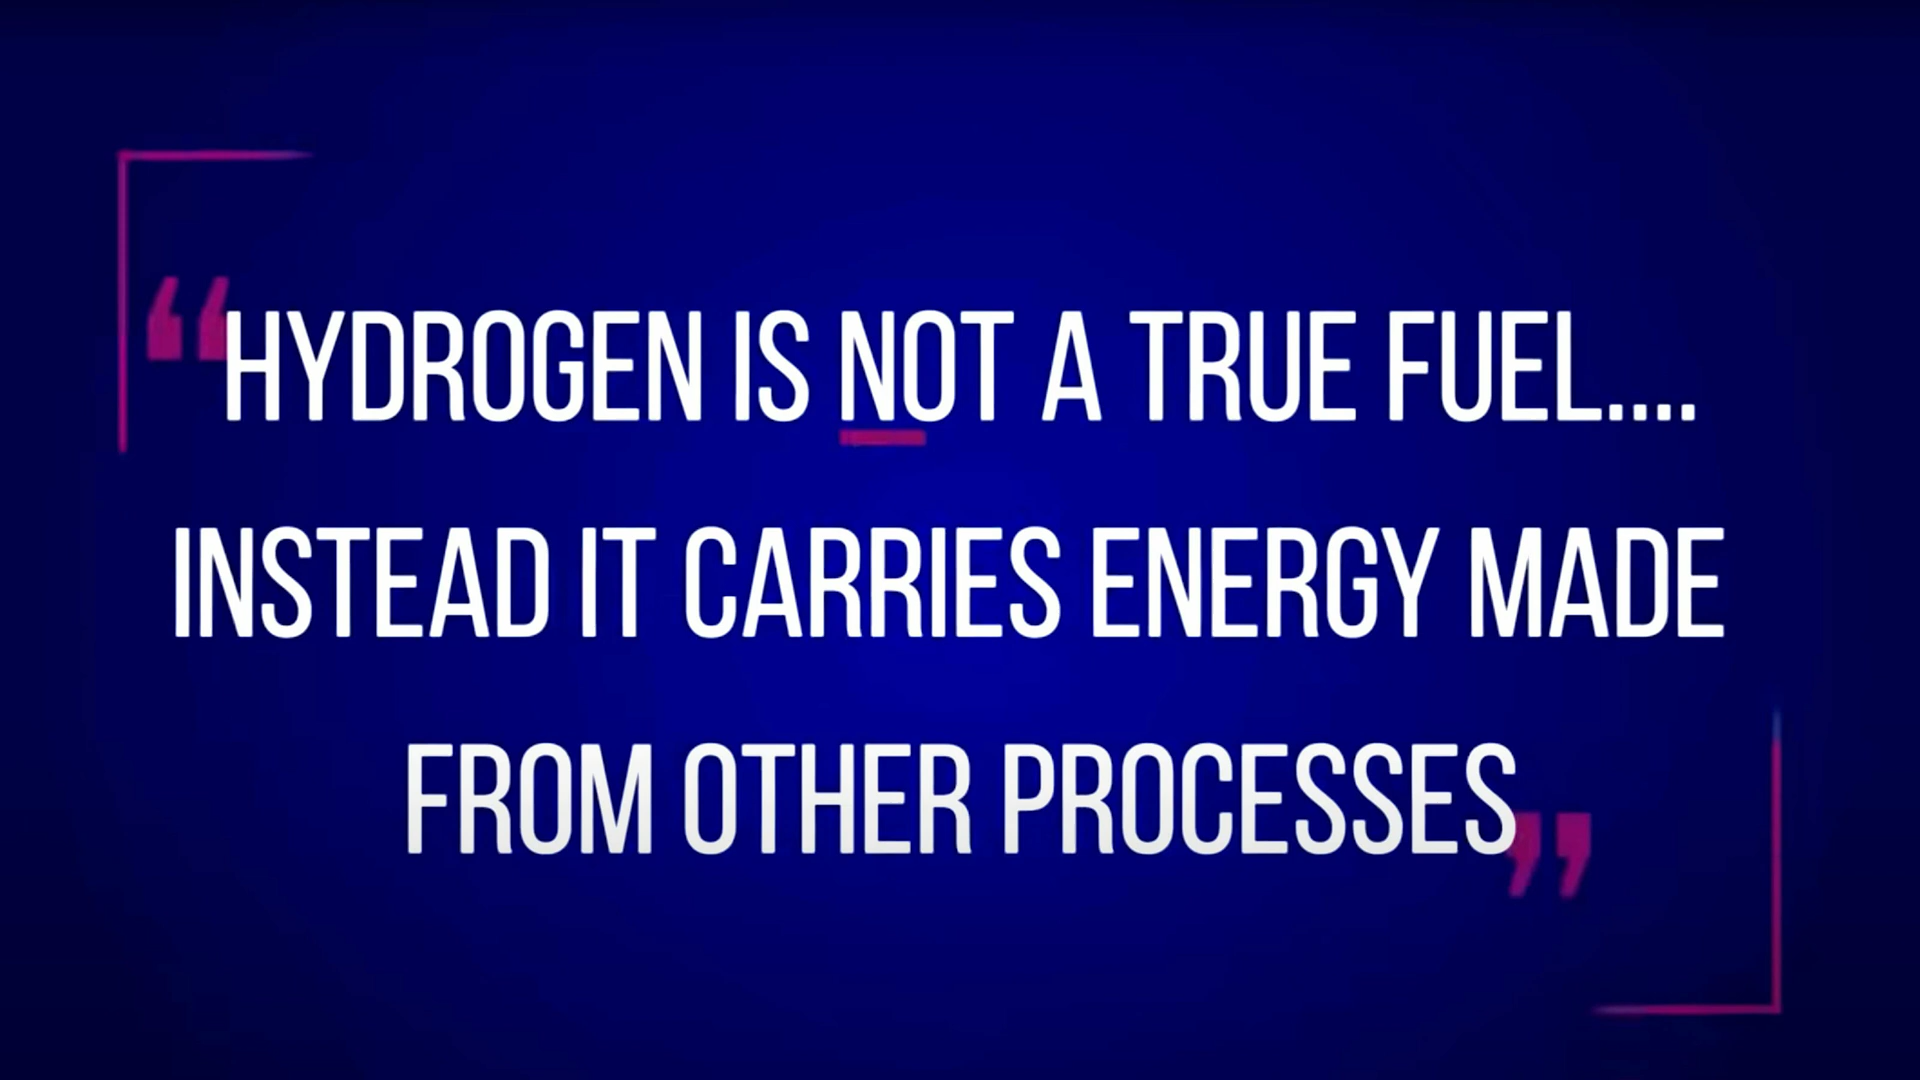 “HYDROGEN IS NOT A TRUE FUEL....
INSTEAD IT CARRIES ENERGY MADE
FROM OTHER PROCESSES”